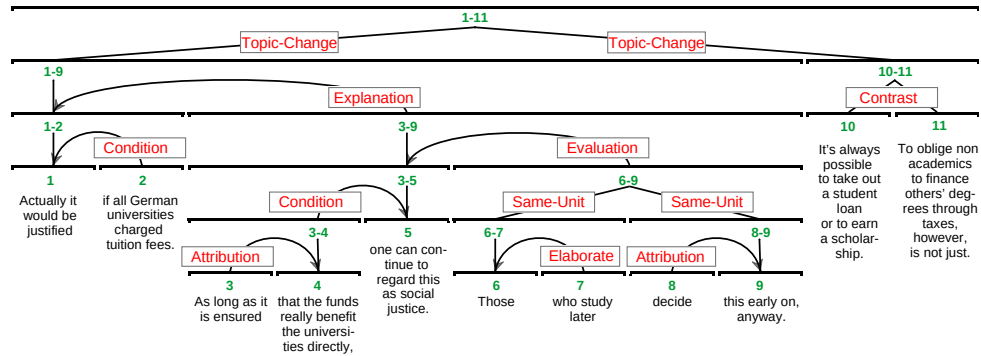 1-11
Topic-Change
Topic-Change
1-9
10-11
Explanation
Contrast
1-2
3-9
10
11
Condition
Evaluation
1
2
3-5
6-9
Actually it
would be
justified
if all German
universities
charged
tuition fees.
Condition
Same-Unit
Same-Unit
3-4
5
6-7
8-9
one can con-
tinue to
regard this
as social
justice.
Attribution
Elaborate
Attribution
3
4
6
7
8
9
As long as it
is ensured
that the funds
really benefit
the universi-
ties directly,
Those
who study
later
decide
this early on,
anyway.
It's always
possible
to take out
a student
loan
or to earn
a scholar-
ship.
To oblige non
academics
to finance
others' deg-
rees through
taxes,
however,
is not just.